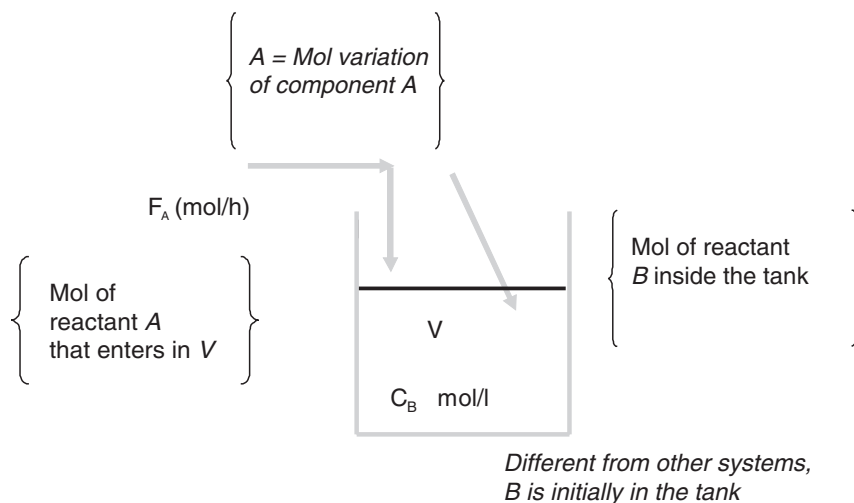 A = Mol variation
of component A
F_A (mol/h)
Mol of
reactant A
that enters in V
Mol of reactant
B inside the tank
V
C_B mol/l
Different from other systems,
B is initially in the tank